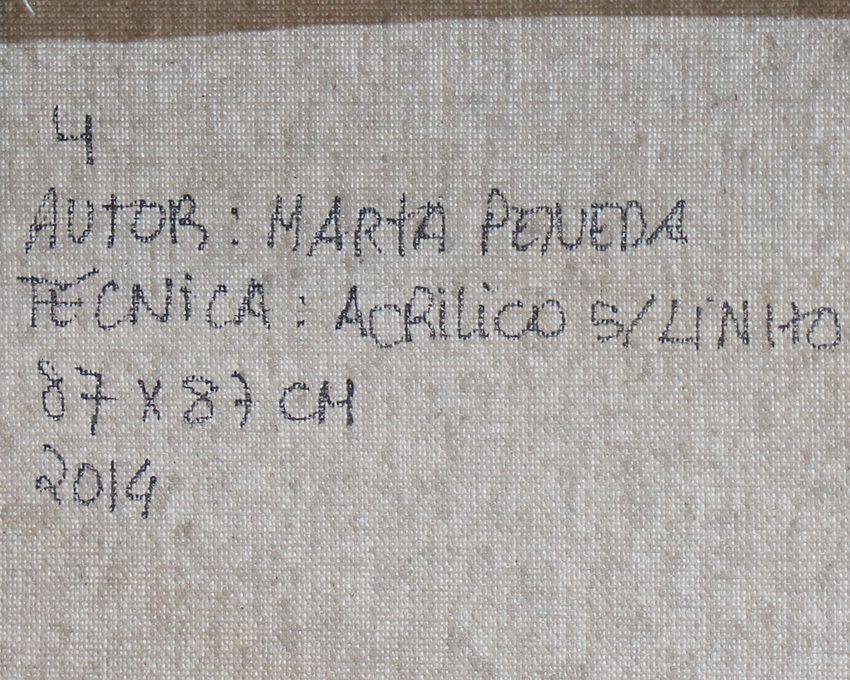 4
AUTOR: MARTA PENEDA
TÉCNICA: ACRILICO S/LINHO
87 X 87 CM
2014